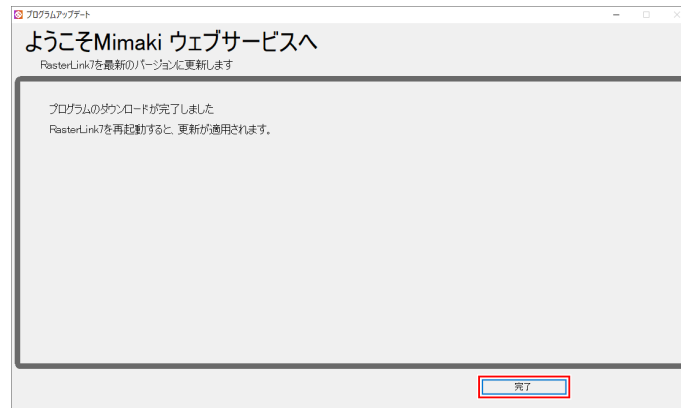 プログラムアップデート
ようこそMimaki ウェブサービスへ
RasterLink7を最新のバージョンに更新します
プログラムのダウンロードが完了しました
RasterLink7を再起動すると、更新が適用されます。
完了